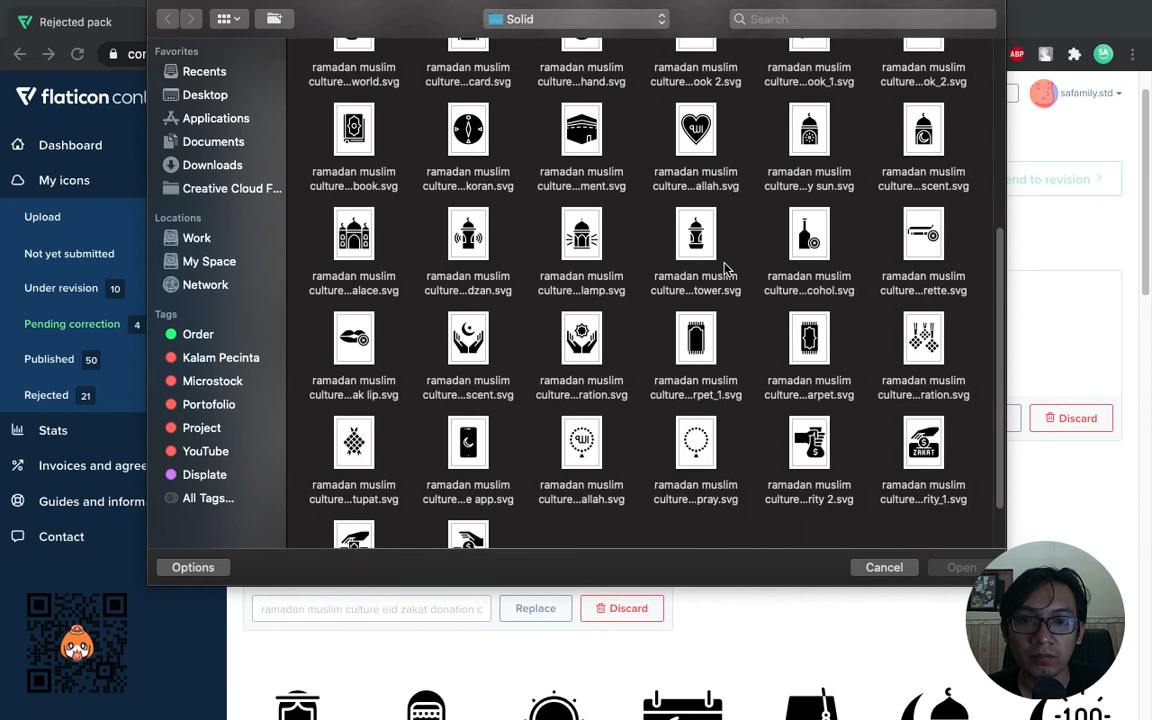 Rejected pack
Solid
Search
con
ABP
SA
flaticon cont
safamily.std
Dashboard
My icons
Upload
Not yet submitted
Under revision 10
Pending correction 4
Published 50
Rejected 21
Stats
Invoices and agree
Guides and inform
Contact
Favorites
Recents
Desktop
Applications
Documents
Downloads
Creative Cloud F...
Locations
Work
My Space
Network
Tags
Order
Kalam Pecinta
Microstock
Portofolio
Project
YouTube
Displate
All Tags...
ramadan muslim culture...world.svg
ramadan muslim culture...card.svg
ramadan muslim culture...hand.svg
ramadan muslim culture...ook 2.svg
ramadan muslim culture...ook_1.svg
ramadan muslim culture...ok_2.svg
ramadan muslim culture...book.svg
ramadan muslim culture...koran.svg
ramadan muslim culture...ment.svg
ramadan muslim culture...allah.svg
ramadan muslim culture...y sun.svg
ramadan muslim culture...scent.svg
ramadan muslim culture...alace.svg
ramadan muslim culture...dzan.svg
ramadan muslim culture...lamp.svg
ramadan muslim culture...tower.svg
ramadan muslim culture...cohol.svg
ramadan muslim culture...rette.svg
ramadan muslim culture...ak lip.svg
ramadan muslim culture...scent.svg
ramadan muslim culture...ration.svg
ramadan muslim culture...rpet_1.svg
ramadan muslim culture...arpet.svg
ramadan muslim culture...ration.svg
ZAKAT
ramadan muslim culture...tupat.svg
ramadan muslim culture...e app.svg
ramadan muslim culture...allah.svg
ramadan muslim culture...pray.svg
ramadan muslim culture...rity 2.svg
ramadan muslim culture...rity_1.svg
Options
Cancel
Open
end to revision
Discard
ramadan muslim culture eid zakat donation c
Replace
Discard
-100-